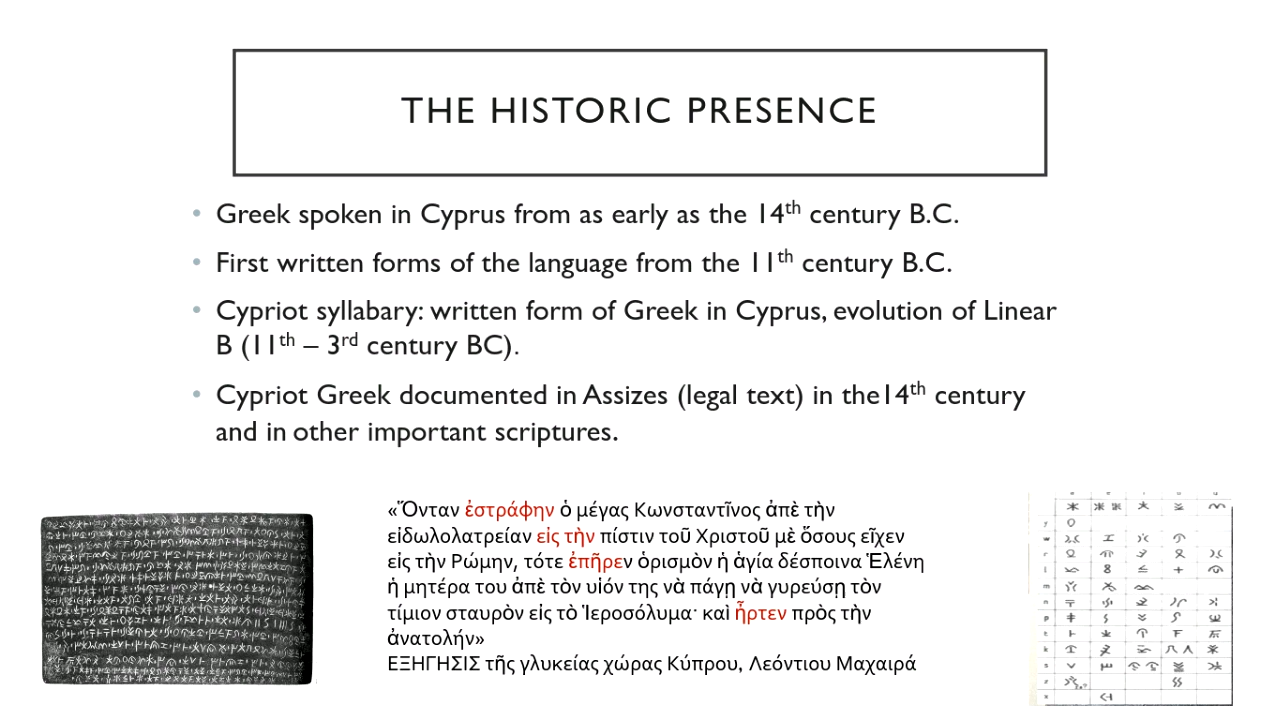 THE HISTORIC PRESENCE
• Greek spoken in Cyprus from as early as the 14th century B.C.
• First written forms of the language from the 11th century B.C.
• Cypriot syllabary: written form of Greek in Cyprus, evolution of Linear
B (11th – 3rd century BC).
• Cypriot Greek documented in Assizes (legal text) in the14th century
and in other important scriptures.
«Ὅνταν ἐστράφην ὁ μέγας Κωνσταντῖνος ἀπὲ τὴν
εἰδωλολατρείαν εἰς τὴν πίστιν τοῦ Χριστοῦ μὲ ὅσους εῖχεν
εἰς τὴν Ρώμην, τότε ἐπῆρεν ὁρισμὸν ἡ ἁγία δέσποινα Ἑλένη
ἡ μητέρα του ἀπὲ τὸν υἱόν της νὰ πάγῃ νὰ γυρεύσῃ τὸν
τίμιον σταυρὸν εἰς τὸ Ἱεροσόλυμα· καὶ ἦρτεν πρὸς τὴν
ἀνατολήν»
ΕΞΗΓΗΣΙΣ τῆς γλυκείας χώρας Κύπρου, Λεόντιου Μαχαιρά